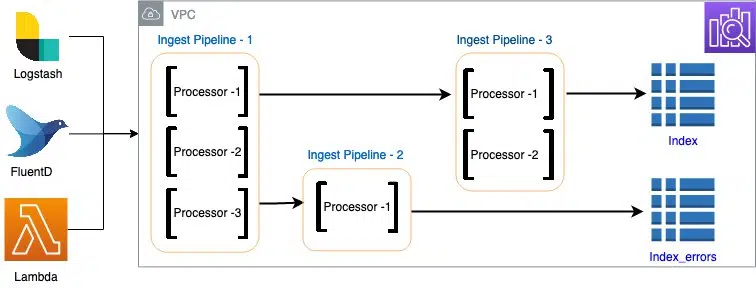 VPC
Logstash
FluentD
Lambda
Ingest Pipeline - 1
Processor -1
Processor -2
Processor -3
Ingest Pipeline - 2
Processor -1
Ingest Pipeline - 3
Processor -1
Processor -2
Index
Index_errors